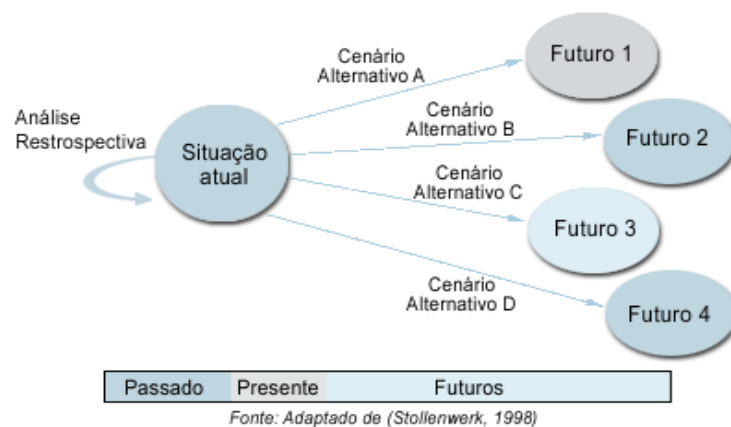 Cenário
Alternativo A
Futuro 1
Análise
Restrospectiva
Situação
atual
Cenário
Alternativo B
Futuro 2
Cenário
Alternativo C
Futuro 3
Cenário
Alternativo D
Futuro 4
Passado
Presente
Futuros
Fonte: Adaptado de (Stollenwerk, 1998)